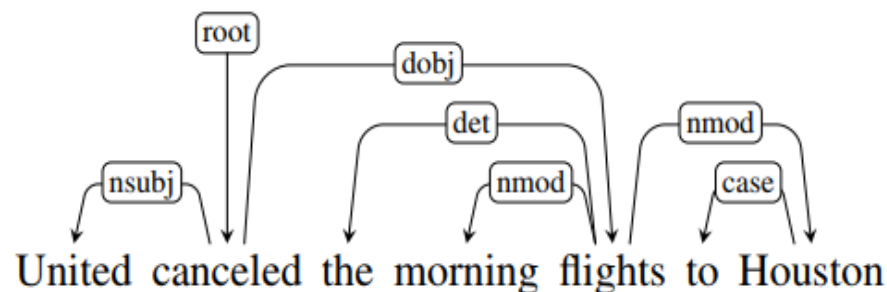 root
dobj
det nmod
nsubj nmod case
United canceled the morning flights to Houston